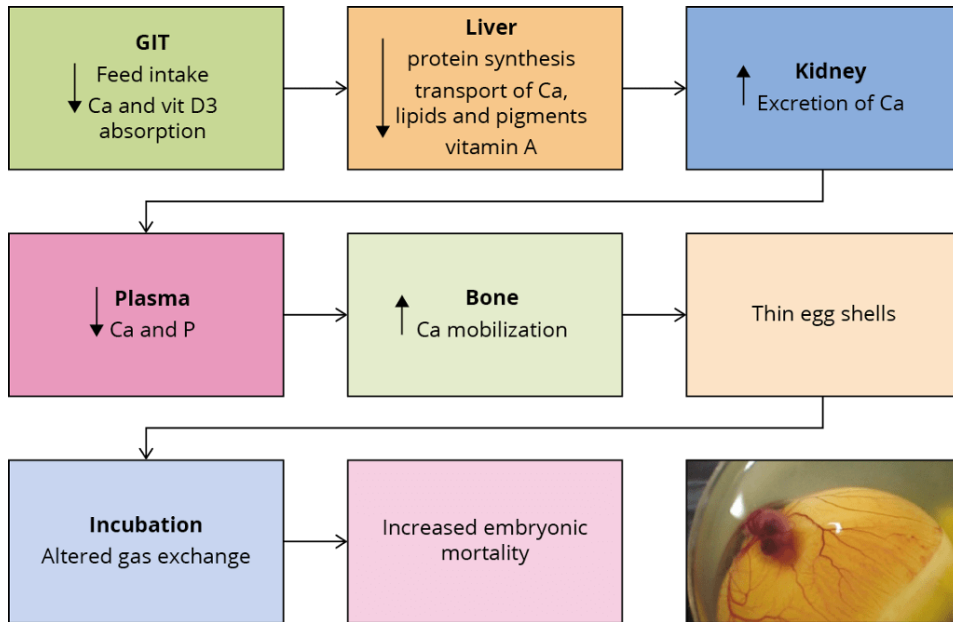 GIT
Feed intake
Ca and vit D3
absorption
Liver
protein synthesis
transport of Ca,
lipids and pigments
vitamin A
Kidney
Excretion of Ca
Plasma
Ca and P
Bone
Ca mobilization
Thin egg shells
Incubation
Altered gas exchange
Increased embryonic
mortality